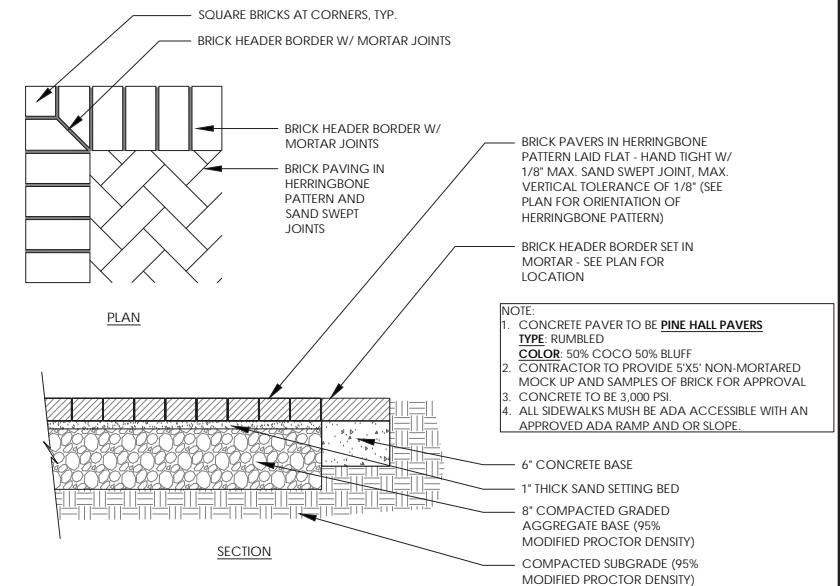 SQUARE BRICKS AT CORNERS, TYP.
BRICK HEADER BORDER W/ MORTAR JOINTS
BRICK HEADER BORDER W/
MORTAR JOINTS
BRICK PAVING IN
HERRINGBONE
PATTERN AND
SAND SWEPT
JOINTS
PLAN
BRICK PAVERS IN HERRINGBONE
PATTERN LAID FLAT - HAND TIGHT W/
1/8" MAX. SAND SWEPT JOINT, MAX.
VERTICAL TOLERANCE OF 1/8" (SEE
PLAN FOR ORIENTATION OF
HERRINGBONE PATTERN)
BRICK HEADER BORDER SET IN
MORTAR - SEE PLAN FOR
LOCATION
NOTE:
1. CONCRETE PAVER TO BE PINE HALL PAVERS
TYPE: RUMBLED
COLOR: 50% COCO 50% BLUFF
2. CONTRACTOR TO PROVIDE 5'X5' NON-MORTARED
MOCK UP AND SAMPLES OF BRICK FOR APPROVAL
3. CONCRETE TO BE 3,000 PSI.
4. ALL SIDEWALKS MUSH BE ADA ACCESSIBLE WITH AN
APPROVED ADA RAMP AND OR SLOPE.
6" CONCRETE BASE
1" THICK SAND SETTING BED
8" COMPACTED GRADED
AGGREGATE BASE (95%
MODIFIED PROCTOR DENSITY)
COMPACTED SUBGRADE (95%
MODIFIED PROCTOR DENSITY)
SECTION